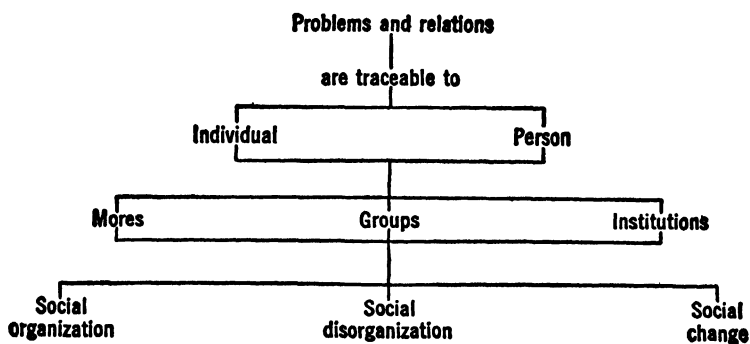 Problems and relations
are traceable to
Individual Person
Mores Groups Institutions
Social Social Social
organization disorganization change